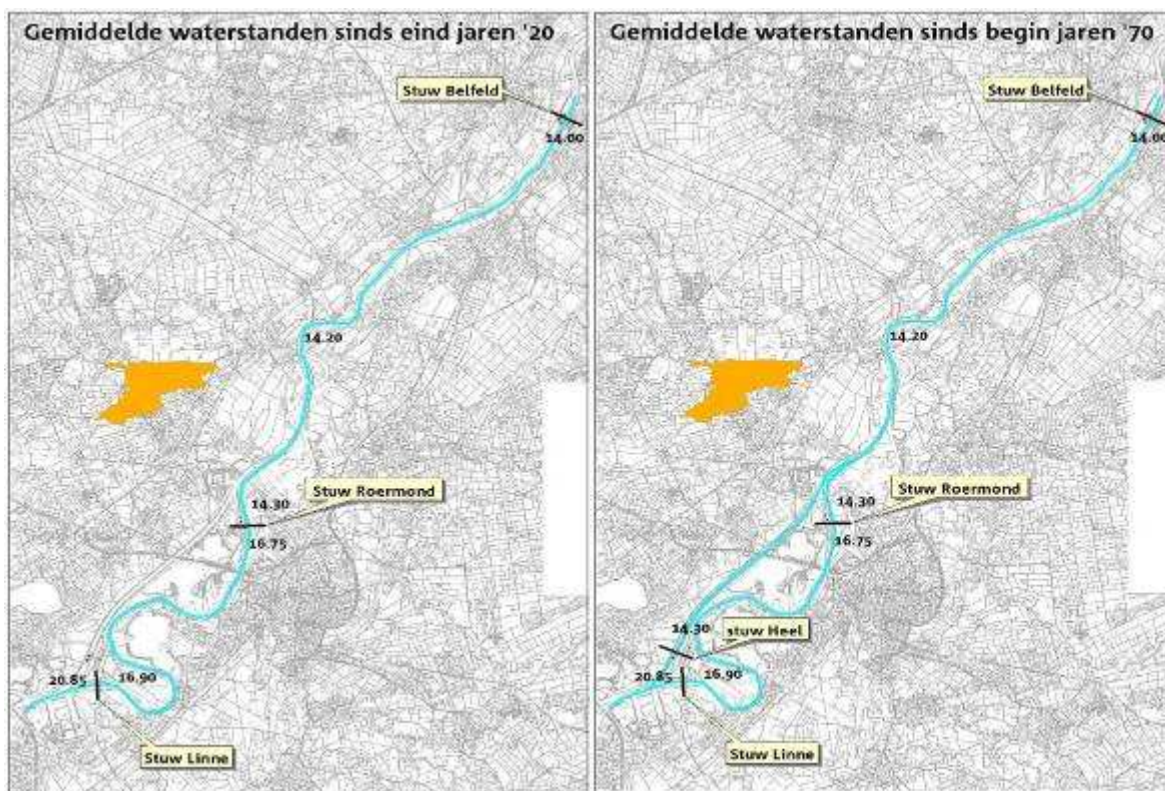 Gemiddelde waterstanden sinds eind jaren '20
Stuw Belfeld
14.00
14.20
Stuw Roermond
14.30
16.75
20.85
16.90
Stuw Linne
Gemiddelde waterstanden sinds begin jaren '70
Stuw Belfeld
14.00
14.20
Stuw Roermond
14.30
16.75
14.30
stuw Heel
20.85
16.90
Stuw Linne